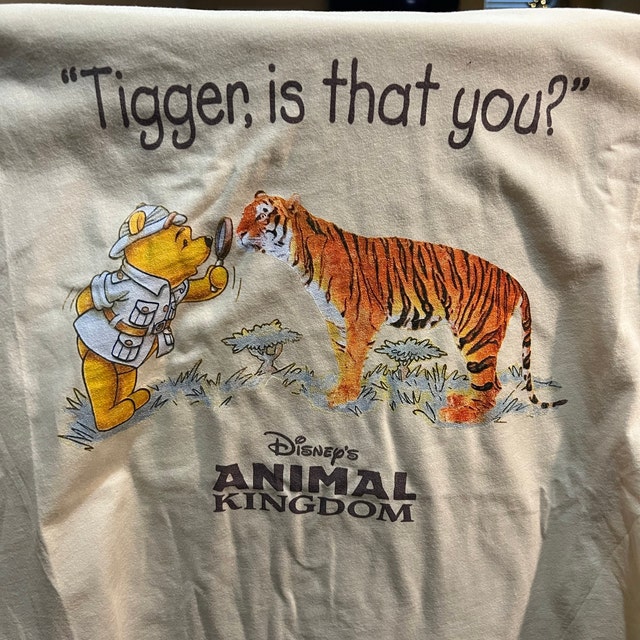 "Tigger, is that you?"
Disney's
ANIMAL
KINGDOM